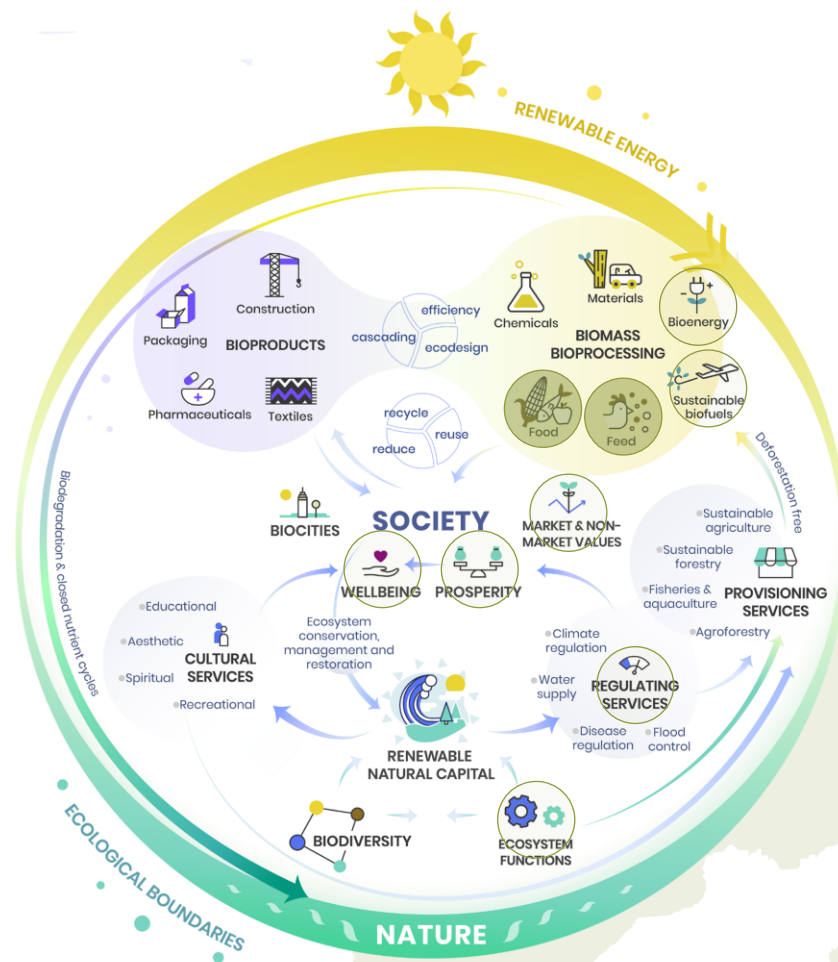 RENEWABLE ENERGY
Construction
Packaging
BIOPRODUCTS
Pharmaceuticals
Textiles
efficiency
cascading
ecodesign
Chemicals
Materials
Bioenergy
BIOMASS
BIOPROCESSING
Sustainable
biofuels
Food
Feed
recycle
reuse
reduce
Deforestation free
Biodegradation & closed nutrient cycles
BIOCITIES
SOCIETY
MARKET & NON-
MARKET VALUES
WELLBEING
PROSPERITY
Sustainable
agriculture
Sustainable
forestry
Fisheries &
aquaculture
Agroforestry
PROVISIONING
SERVICES
Educational
Aesthetic
Spiritual
Recreational
CULTURAL
SERVICES
Ecosystem
conservation,
management and
restoration
Climate
regulation
Water
supply
Disease
regulation
Flood
control
REGULATING
SERVICES
RENEWABLE
NATURAL CAPITAL
BIODIVERSITY
ECOSYSTEM
FUNCTIONS
ECOLOGICAL BOUNDARIES
NATURE